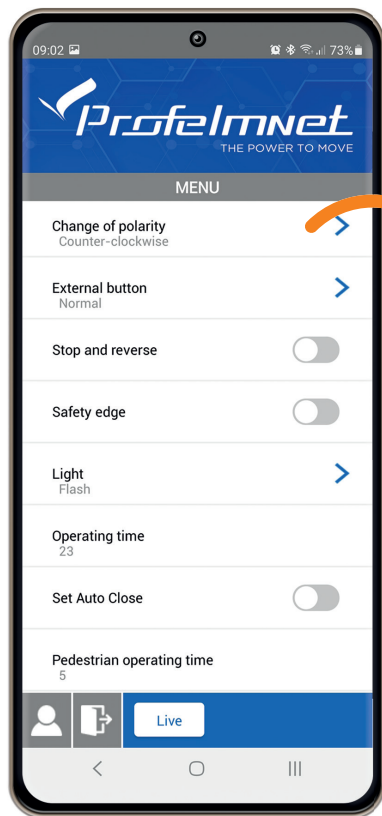 09:02 73%
Profelmnet
THE POWER TO MOVE
MENU
Change of polarity
Counter-clockwise
External button
Normal
Stop and reverse
Safety edge
Light
Flash
Operating time
23
Set Auto Close
Pedestrian operating time
5
Live